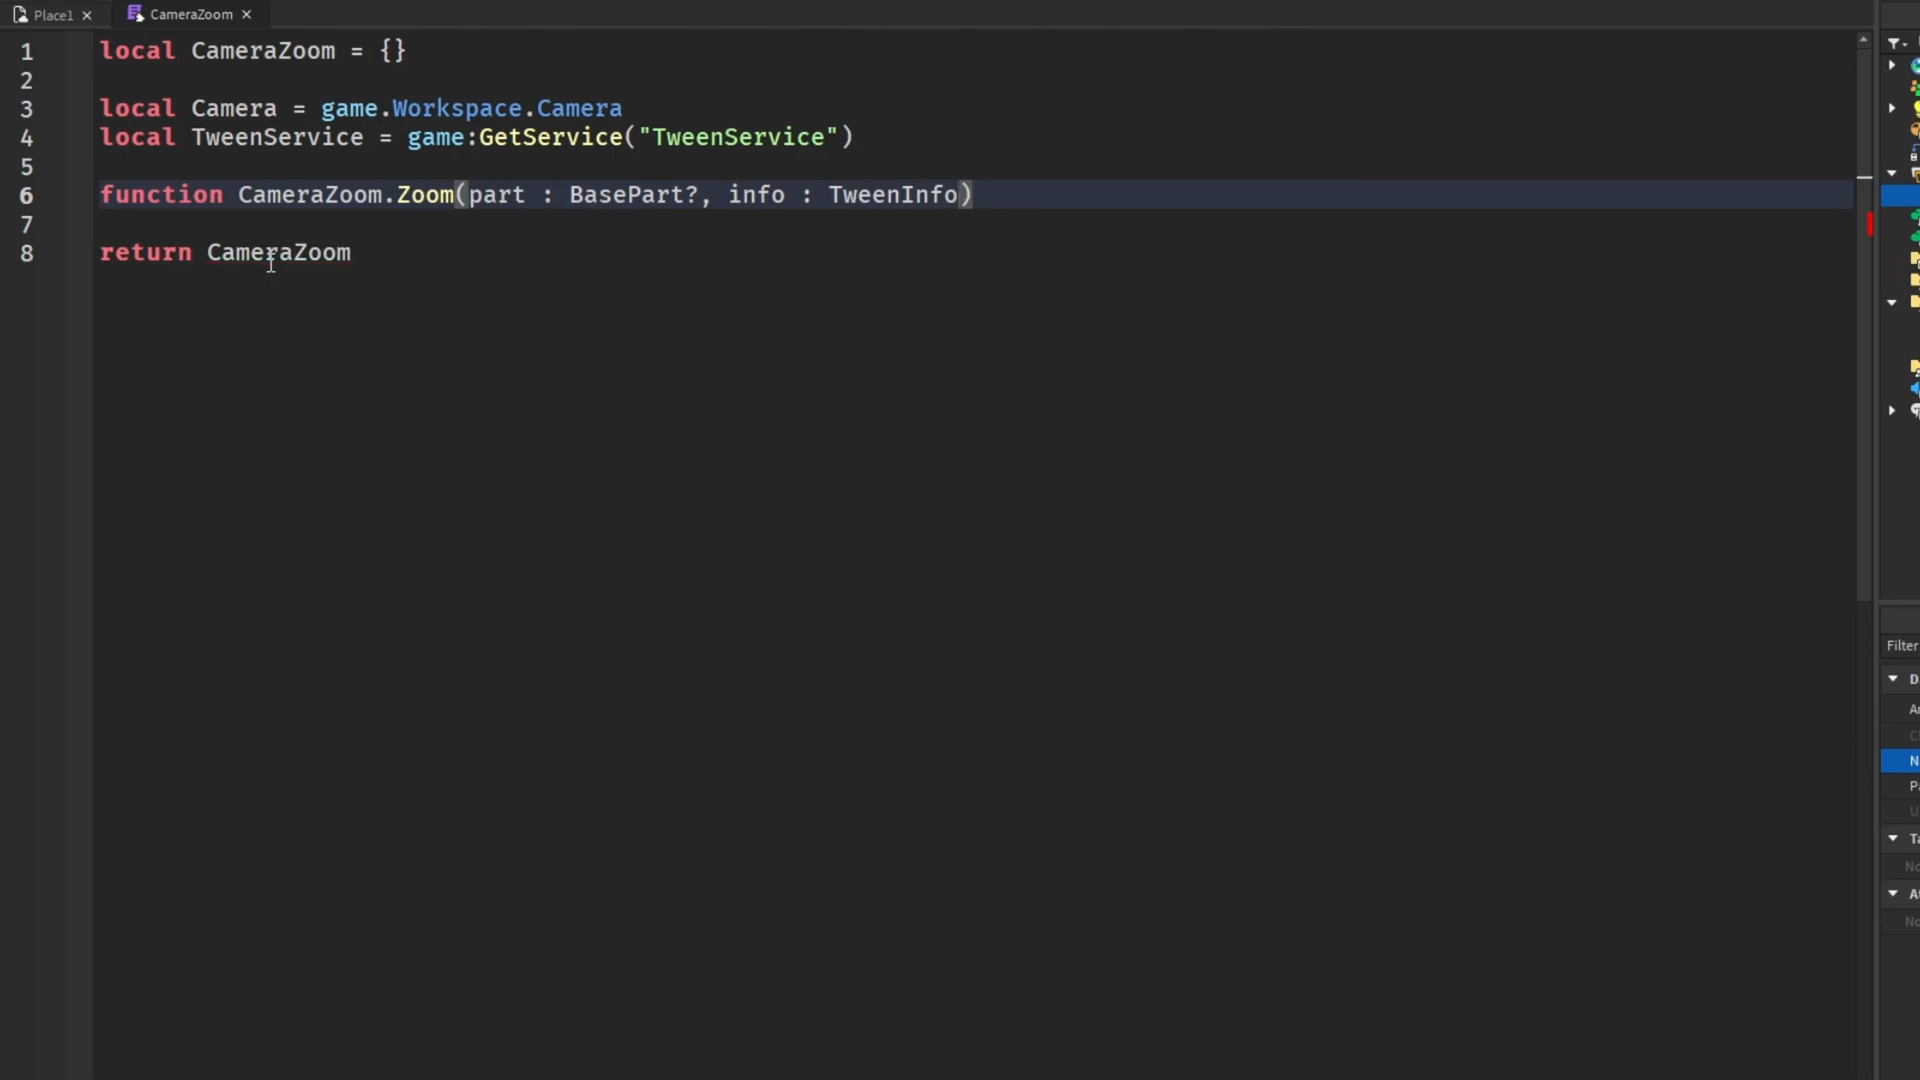 Place1 × CameraZoom ×
1 local CameraZoom = {}
2
3 local Camera = game.Workspace.Camera
4 local TweenService = game:GetService("TweenService")
5
6 function CameraZoom.Zoom(part : BasePart?, info : TweenInfo)
7
8 return CameraZoom
Filter